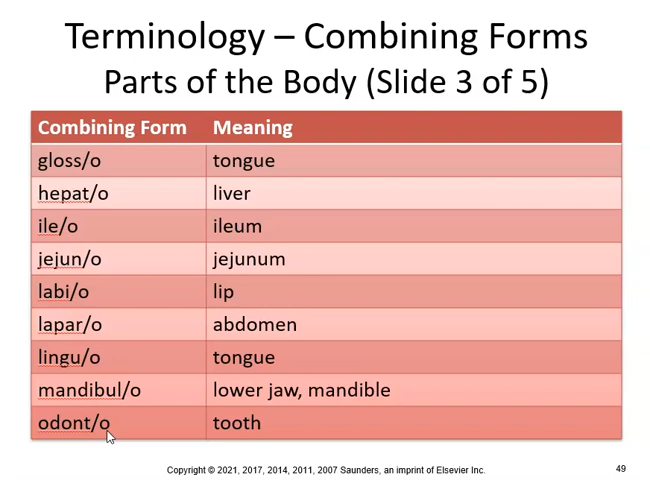 Terminology – Combining Forms
Parts of the Body (Slide 3 of 5)
Combining Form Meaning
gloss/o tongue
hepat/o liver
ile/o ileum
jejun/o jejunum
labi/o lip
lapar/o abdomen
lingu/o tongue
mandibul/o lower jaw, mandible
odont/o tooth
Copyright © 2021, 2017, 2014, 2011, 2007 Saunders, an imprint of Elsevier Inc. 49